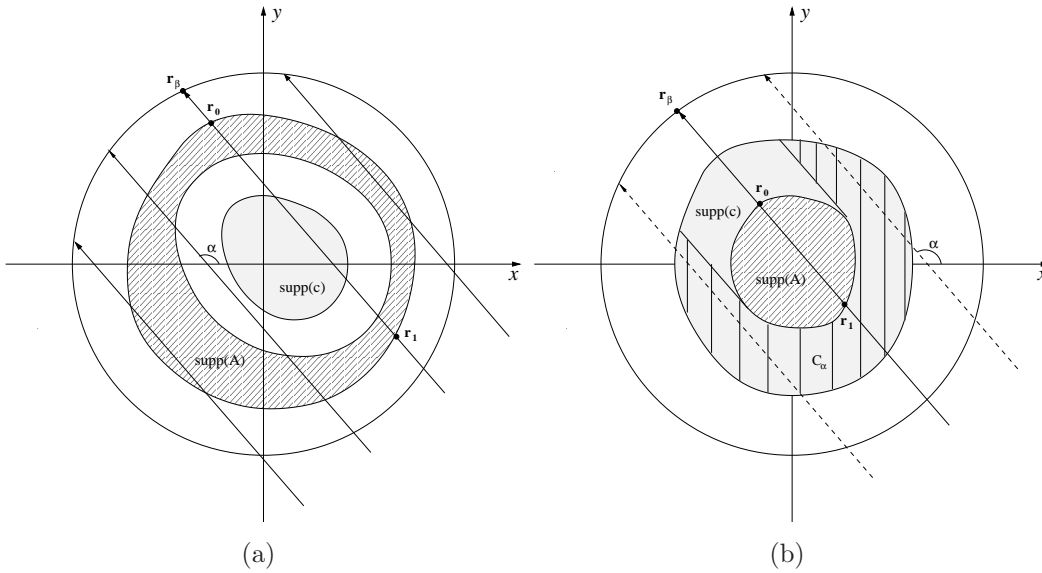 y
r_β
r_0
α
x
supp(c)
r_1
supp(A)
(a)
y
r_β
r_0
supp(c)
α
x
supp(A)
r_1
C_α
(b)